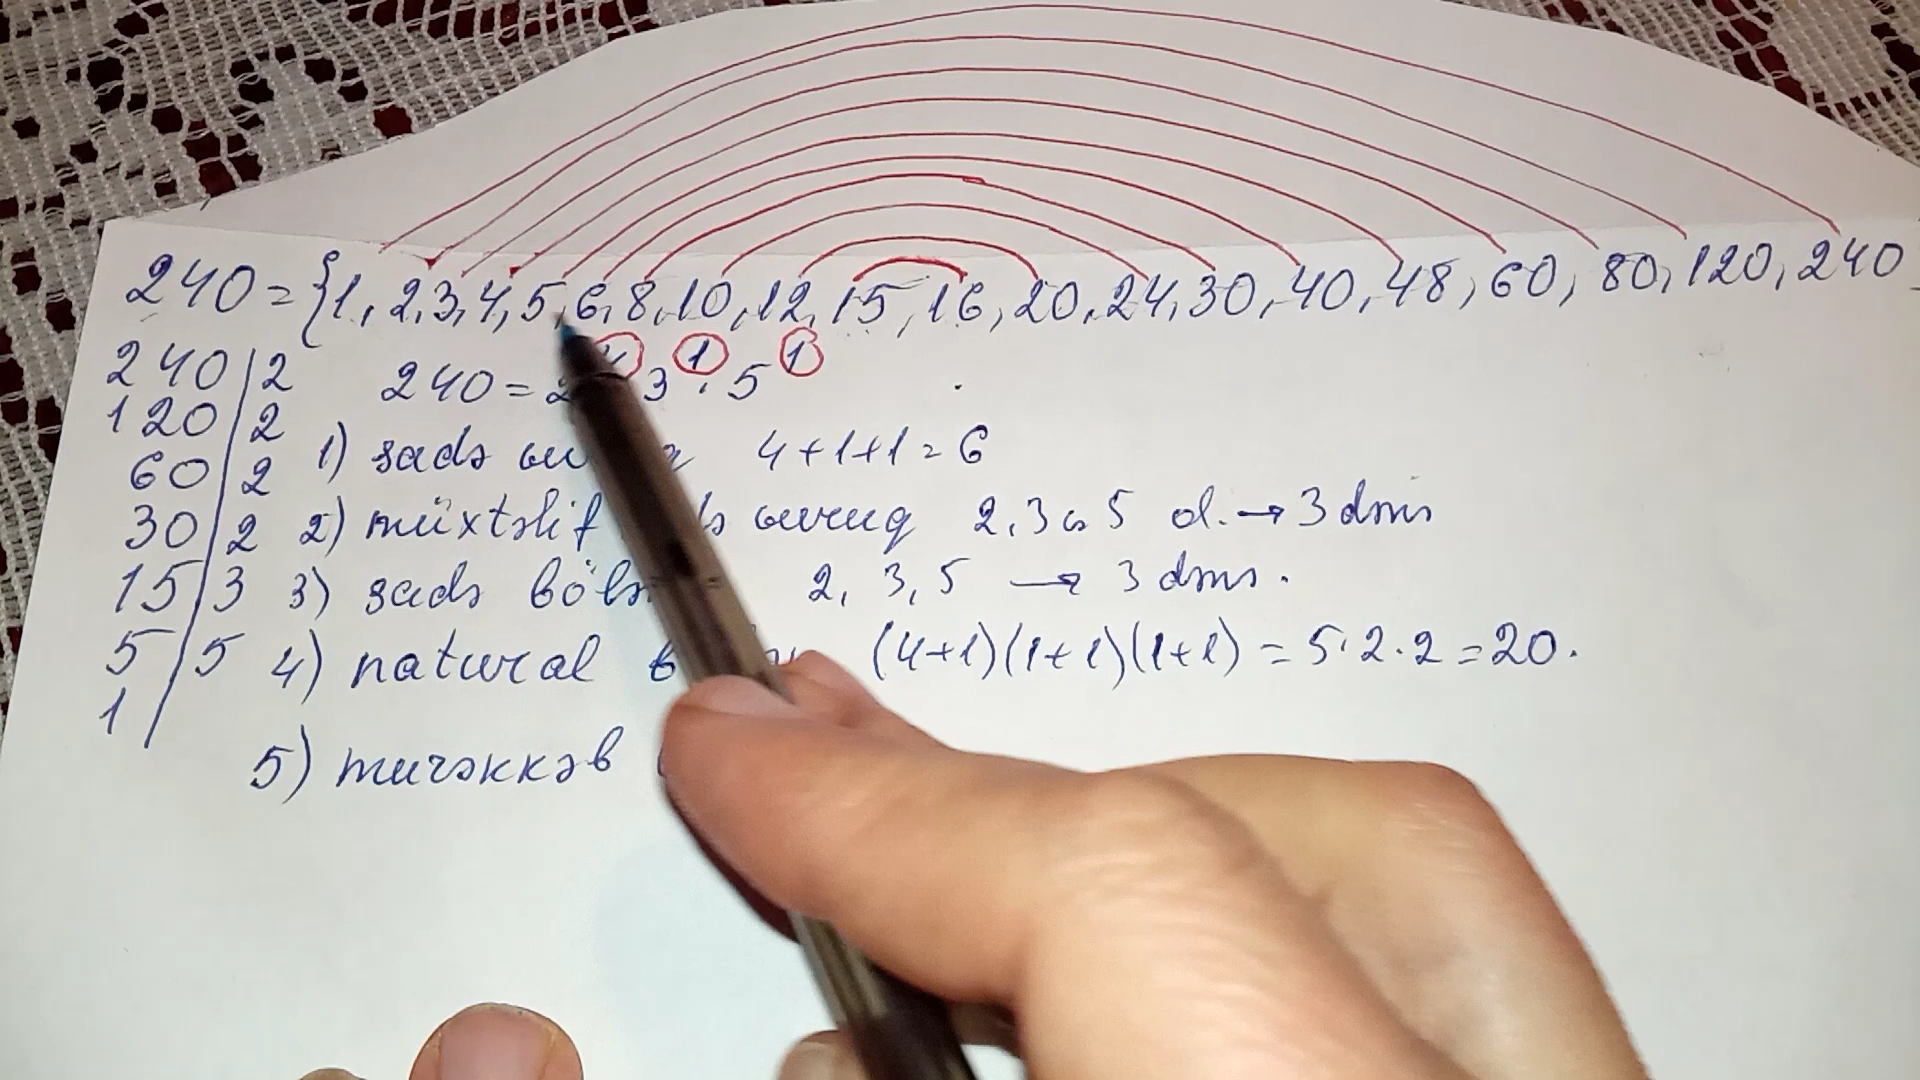 240={1,2,3,4,5,6,8,10,12,15,16,20,24,30,40,48,60,80,120,240
240|2
120|2
60|2
30|2
15|3
5|5
1|
240=2 3¹·5¹
1) sadə 4+1+1=6
2) müxtəlif vuruq 2,3 və 5 əd. → 3 dənə
3) sadə böl 2, 3, 5 → 3 dənə.
4) natural (4+1)(1+1)(1+1)=5·2·2=20.
5) mürəkkəb